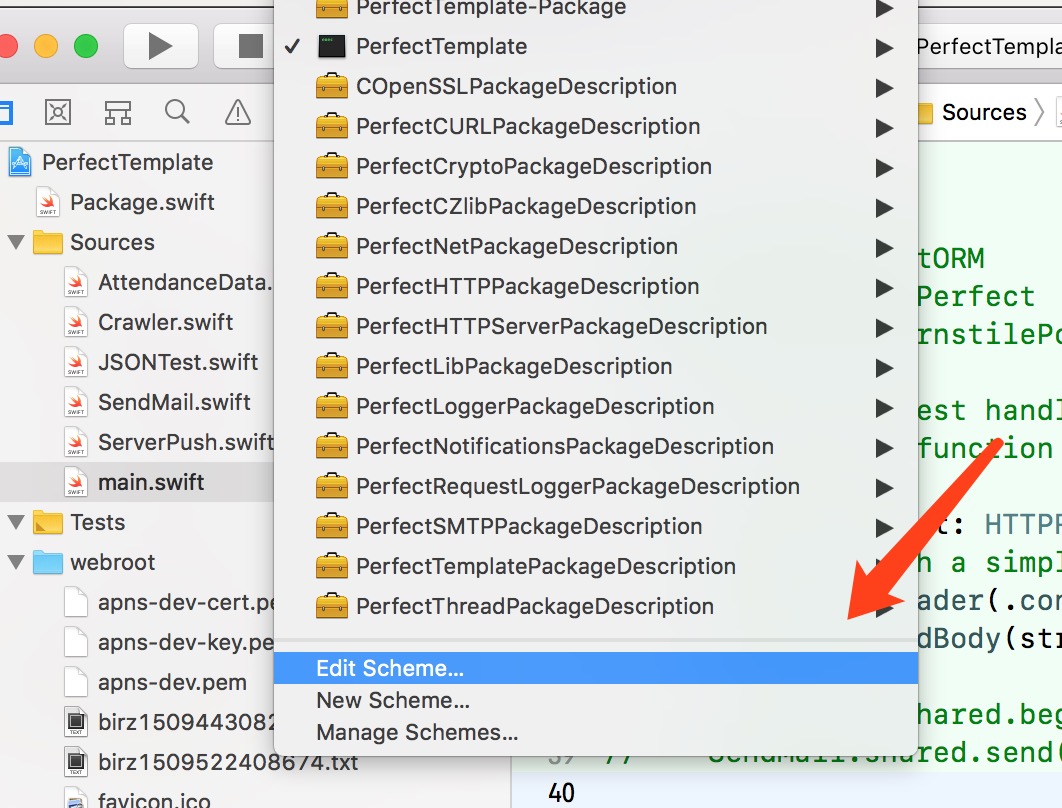 PerfectTemplate-Package
PerfectTemplate
COpenSSLPackageDescription
PerfectCURLPackageDescription
PerfectCryptoPackageDescription
PerfectCZlibPackageDescription
PerfectNetPackageDescription
PerfectHTTPPackageDescription
PerfectHTTPServerPackageDescription
PerfectLibPackageDescription
PerfectLoggerPackageDescription
PerfectNotificationsPackageDescription
PerfectRequestLoggerPackageDescription
PerfectSMTPPackageDescription
PerfectTemplatePackageDescription
PerfectThreadPackageDescription
Edit Scheme...
New Scheme...
Manage Schemes...
PerfectTemplate
Package.swift
Sources
AttendanceData.
Crawler.swift
JSONTest.swift
SendMail.swift
ServerPush.swift
main.swift
Tests
webroot
apns-dev-cert.pe
apns-dev-key.pe
apns-dev.pem
birz1509443082
birz1509522408674.txt
favicon.ico
PerfectTempla
Sources
tORM
Perfect
rnstilePo
est handl
function
t: HTTPR
h a simpl
ader(.con
dBody(str
hared.beg
39 // SendMail.shared.send(
40